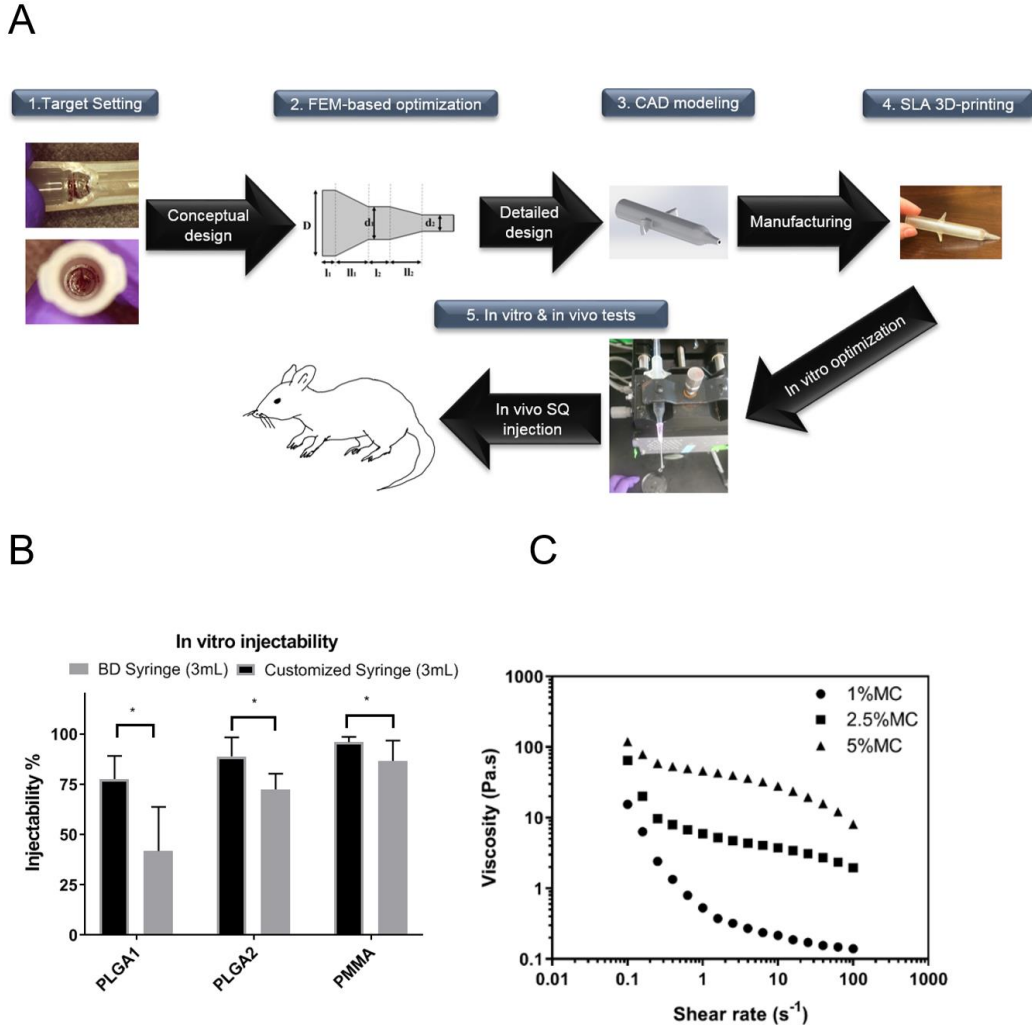 A
1.Target Setting
2. FEM-based optimization
3. CAD modeling
4. SLA 3D-printing
Conceptual
design
D
d₁
d₂
l₁
ll₁
l₂
ll₂
Detailed
design
Manufacturing
5. In vitro & in vivo tests
In vitro optimization
In vivo SQ
injection
B
In vitro injectability
BD Syringe (3mL)
Customized Syringe (3mL)
Injectability %
100
75
50
25
0
*
*
*
PLGA1
PLGA2
PMMA
C
Viscosity (Pa.s)
1000
100
10
1
0.1
1%MC
2.5%MC
5%MC
0.01
0.1
1
10
100
1000
Shear rate (s⁻¹)